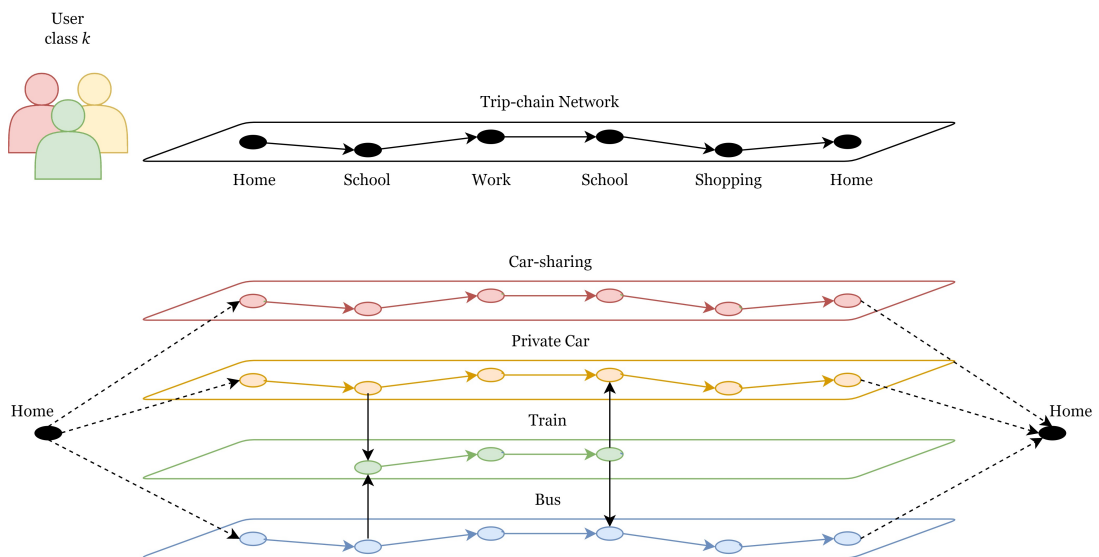 User
class k
Trip-chain Network
Home School Work School Shopping Home
Car-sharing
Private Car
Home
Home
Train
Bus